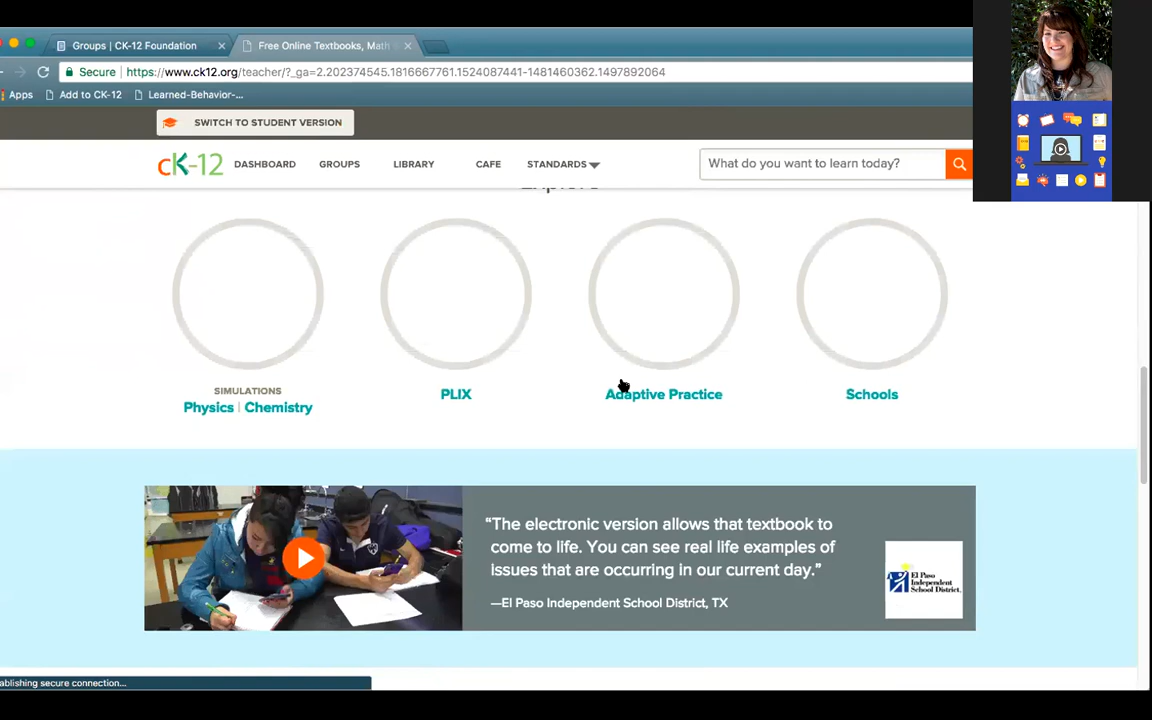 Groups | CK-12 Foundation
Free Online Textbooks, Math
Secure
https://www.ck12.org/teacher/?_ga=2.202374545.1816667761.1524087441-1481460362.1497892064
Apps
Add to CK-12
Learned-Behavior-...
SWITCH TO STUDENT VERSION
cK-12
DASHBOARD
GROUPS
LIBRARY
CAFE
STANDARDS
What do you want to learn today?
Explore
SIMULATIONS
Physics | Chemistry
PLIX
Adaptive Practice
Schools
“The electronic version allows that textbook to
come to life. You can see real life examples of
issues that are occurring in our current day.”
—El Paso Independent School District, TX
El Paso
Independent
School District.
ablishing secure connection...